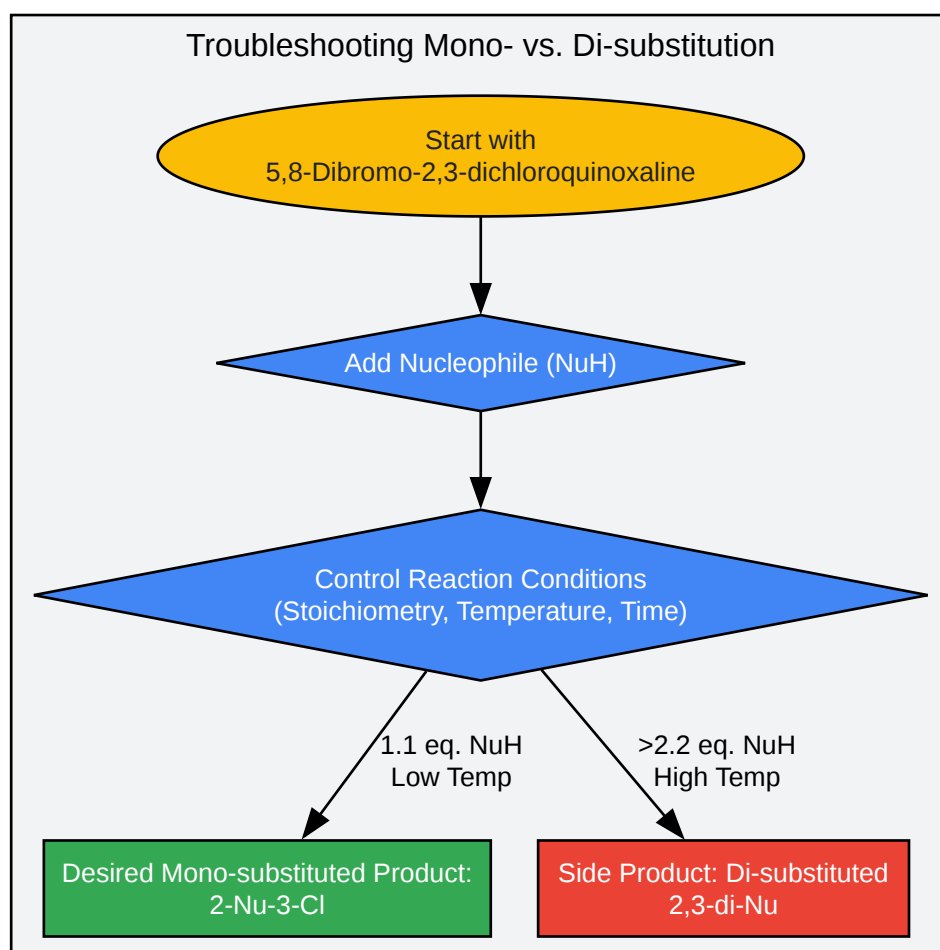 Troubleshooting Mono- vs. Di-substitution
Start with
5,8-Dibromo-2,3-dichloroquinoxaline
Add Nucleophile (NuH)
Control Reaction Conditions
(Stoichiometry, Temperature, Time)
1.1 eq. NuH
Low Temp
>2.2 eq. NuH
High Temp
Desired Mono-substituted Product:
2-Nu-3-Cl
Side Product: Di-substituted
2,3-di-Nu